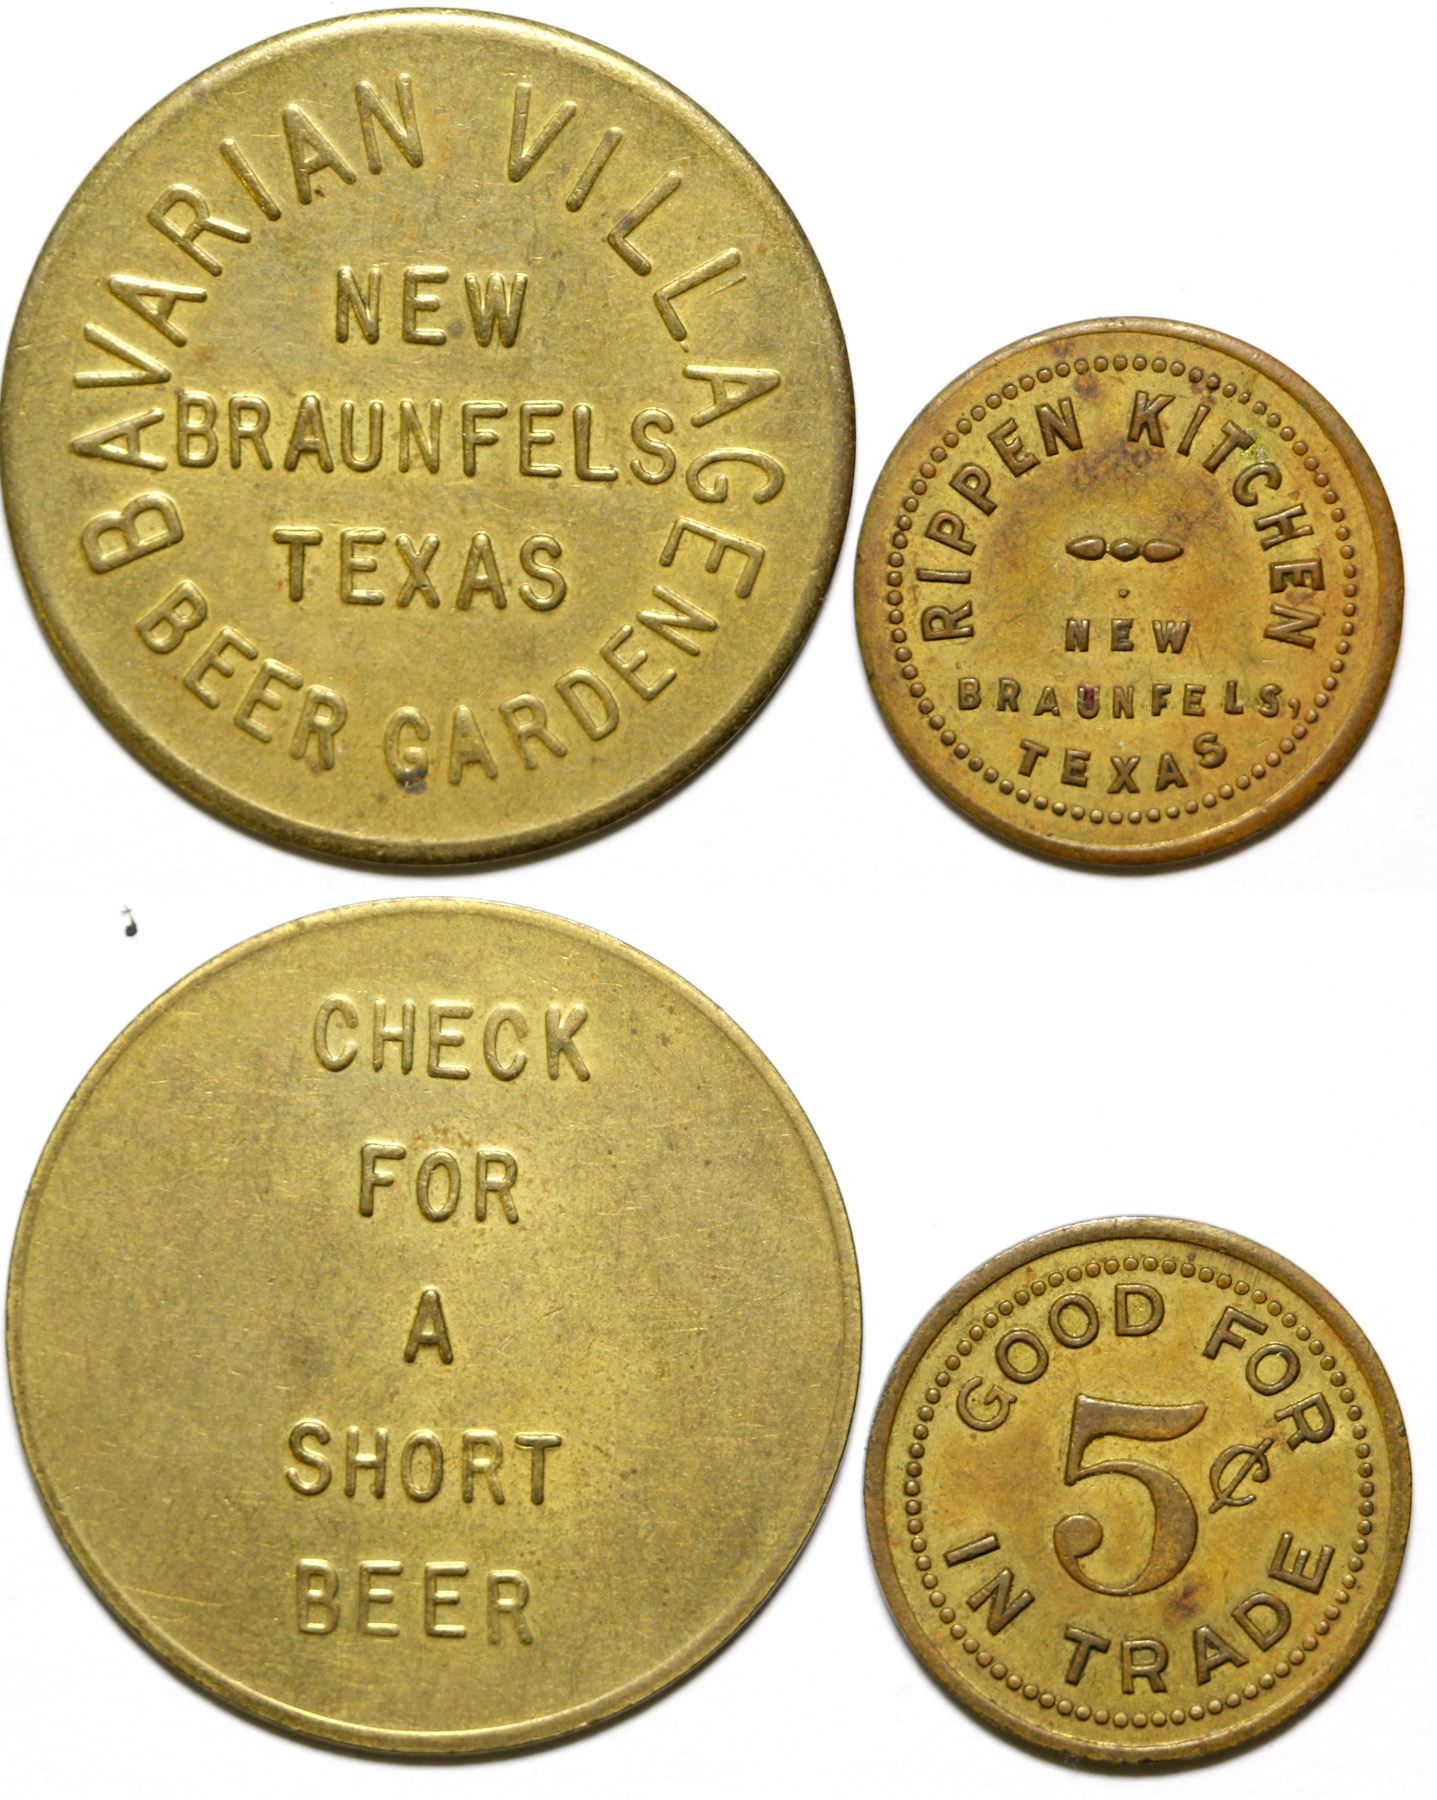 BAVARIAN VILLAGE
NEW
BRAUNFELS
TEXAS
BEER GARDEN
RIPPEN KITCHEN
NEW
BRAUNFELS,
TEXAS
CHECK
FOR
A
SHORT
BEER
GOOD FOR
5¢
IN TRADE